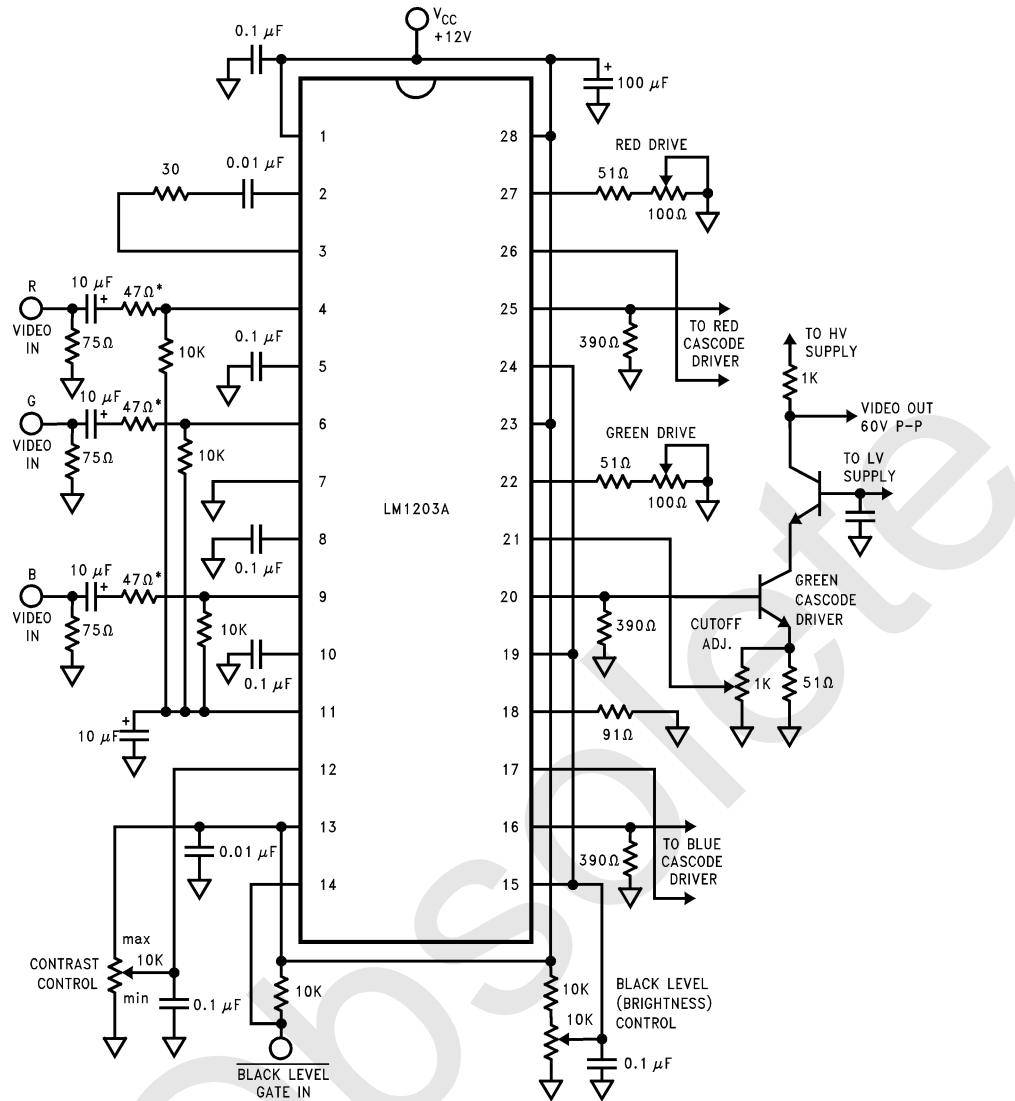 VCC
+12V
0.1 μF
+
100 μF
1
28
RED DRIVE
30
0.01 μF
2
27
51Ω
100Ω
3
26
R
VIDEO
IN
10 μF
+
47Ω*
75Ω
10K
4
25
TO RED
CASCODE
DRIVER
390Ω
0.1 μF
5
24
TO HV
SUPPLY
1K
VIDEO OUT
60V P-P
G
VIDEO
IN
10 μF
+
47Ω*
75Ω
10K
6
23
GREEN DRIVE
TO LV
SUPPLY
7
22
51Ω
100Ω
LM1203A
8
0.1 μF
21
B
VIDEO
IN
10 μF
+
47Ω*
75Ω
10K
9
20
390Ω
GREEN
CASCODE
DRIVER
CUTOFF
ADJ.
1K
51Ω
10
0.1 μF
19
+
10 μF
11
18
91Ω
12
17
13
16
0.01 μF
390Ω
TO BLUE
CASCODE
DRIVER
14
15
CONTRAST
CONTROL
max
10K
min
0.1 μF
10K
BLACK LEVEL
GATE IN
10K
10K
BLACK LEVEL
(BRIGHTNESS)
CONTROL
0.1 μF
Obsolete